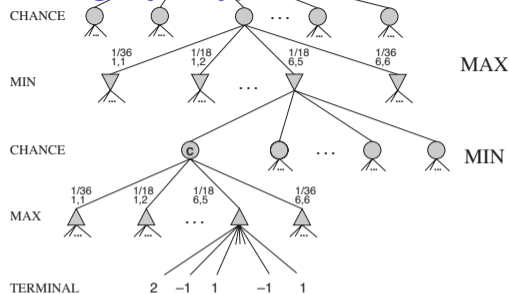 CHANCE ... 
... ... ... ...
1/36 1/18 1/18 1/36
1,1 1,2 6,5 6,6
MAX
MIN ...
... ... ...
CHANCE C ... MIN
... ... ...
1/36 1/18 1/18 1/36
1,1 1,2 6,5 6,6
MAX ...
... ... ...
TERMINAL 2 −1 1 −1 1